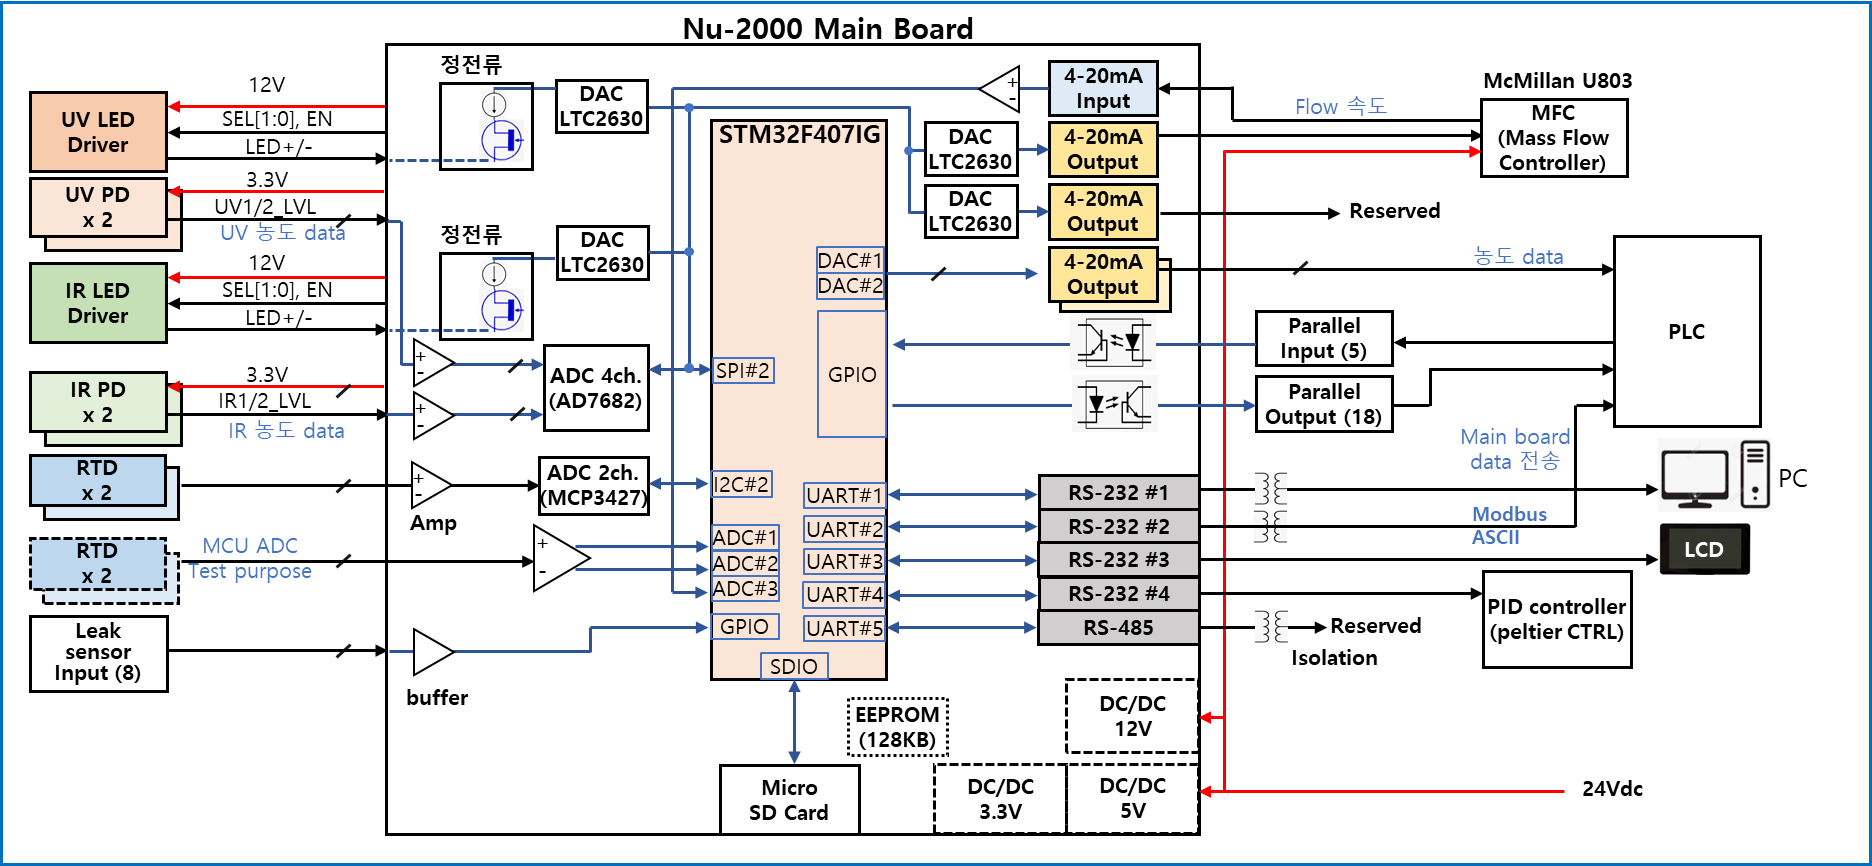 Nu-2000 Main Board
UV LED
Driver
12V
SEL[1:0], EN
LED+/-
UV PD
x 2
3.3V
UV1/2_LVL
UV 농도 data
IR LED
Driver
12V
SEL[1:0], EN
LED+/-
IR PD
x 2
3.3V
IR1/2_LVL
IR 농도 data
RTD
x 2
RTD
x 2
MCU ADC
Test purpose
Leak
sensor
Input (8)
정전류
DAC
LTC2630
정전류
DAC
LTC2630
+
-
+
-
ADC 4ch.
(AD7682)
+
-
Amp
ADC 2ch.
(MCP3427)
+
-
buffer
STM32F407IG
SPI#2
I2C#2
ADC#1
ADC#2
ADC#3
GPIO
SDIO
DAC#1
DAC#2
GPIO
UART#1
UART#2
UART#3
UART#4
UART#5
Micro
SD Card
EEPROM
(128KB)
+
-
4-20mA
Input
DAC
LTC2630
4-20mA
Output
DAC
LTC2630
4-20mA
Output
4-20mA
Output
RS-232 #1
RS-232 #2
RS-232 #3
RS-232 #4
RS-485
DC/DC
12V
DC/DC
3.3V
DC/DC
5V
McMillan U803
Flow 속도
MFC
(Mass Flow
Controller)
Reserved
농도 data
Parallel
Input (5)
Parallel
Output (18)
PLC
Main board
data 전송
PC
Modbus
ASCII
LCD
PID controller
(peltier CTRL)
Reserved
Isolation
24Vdc